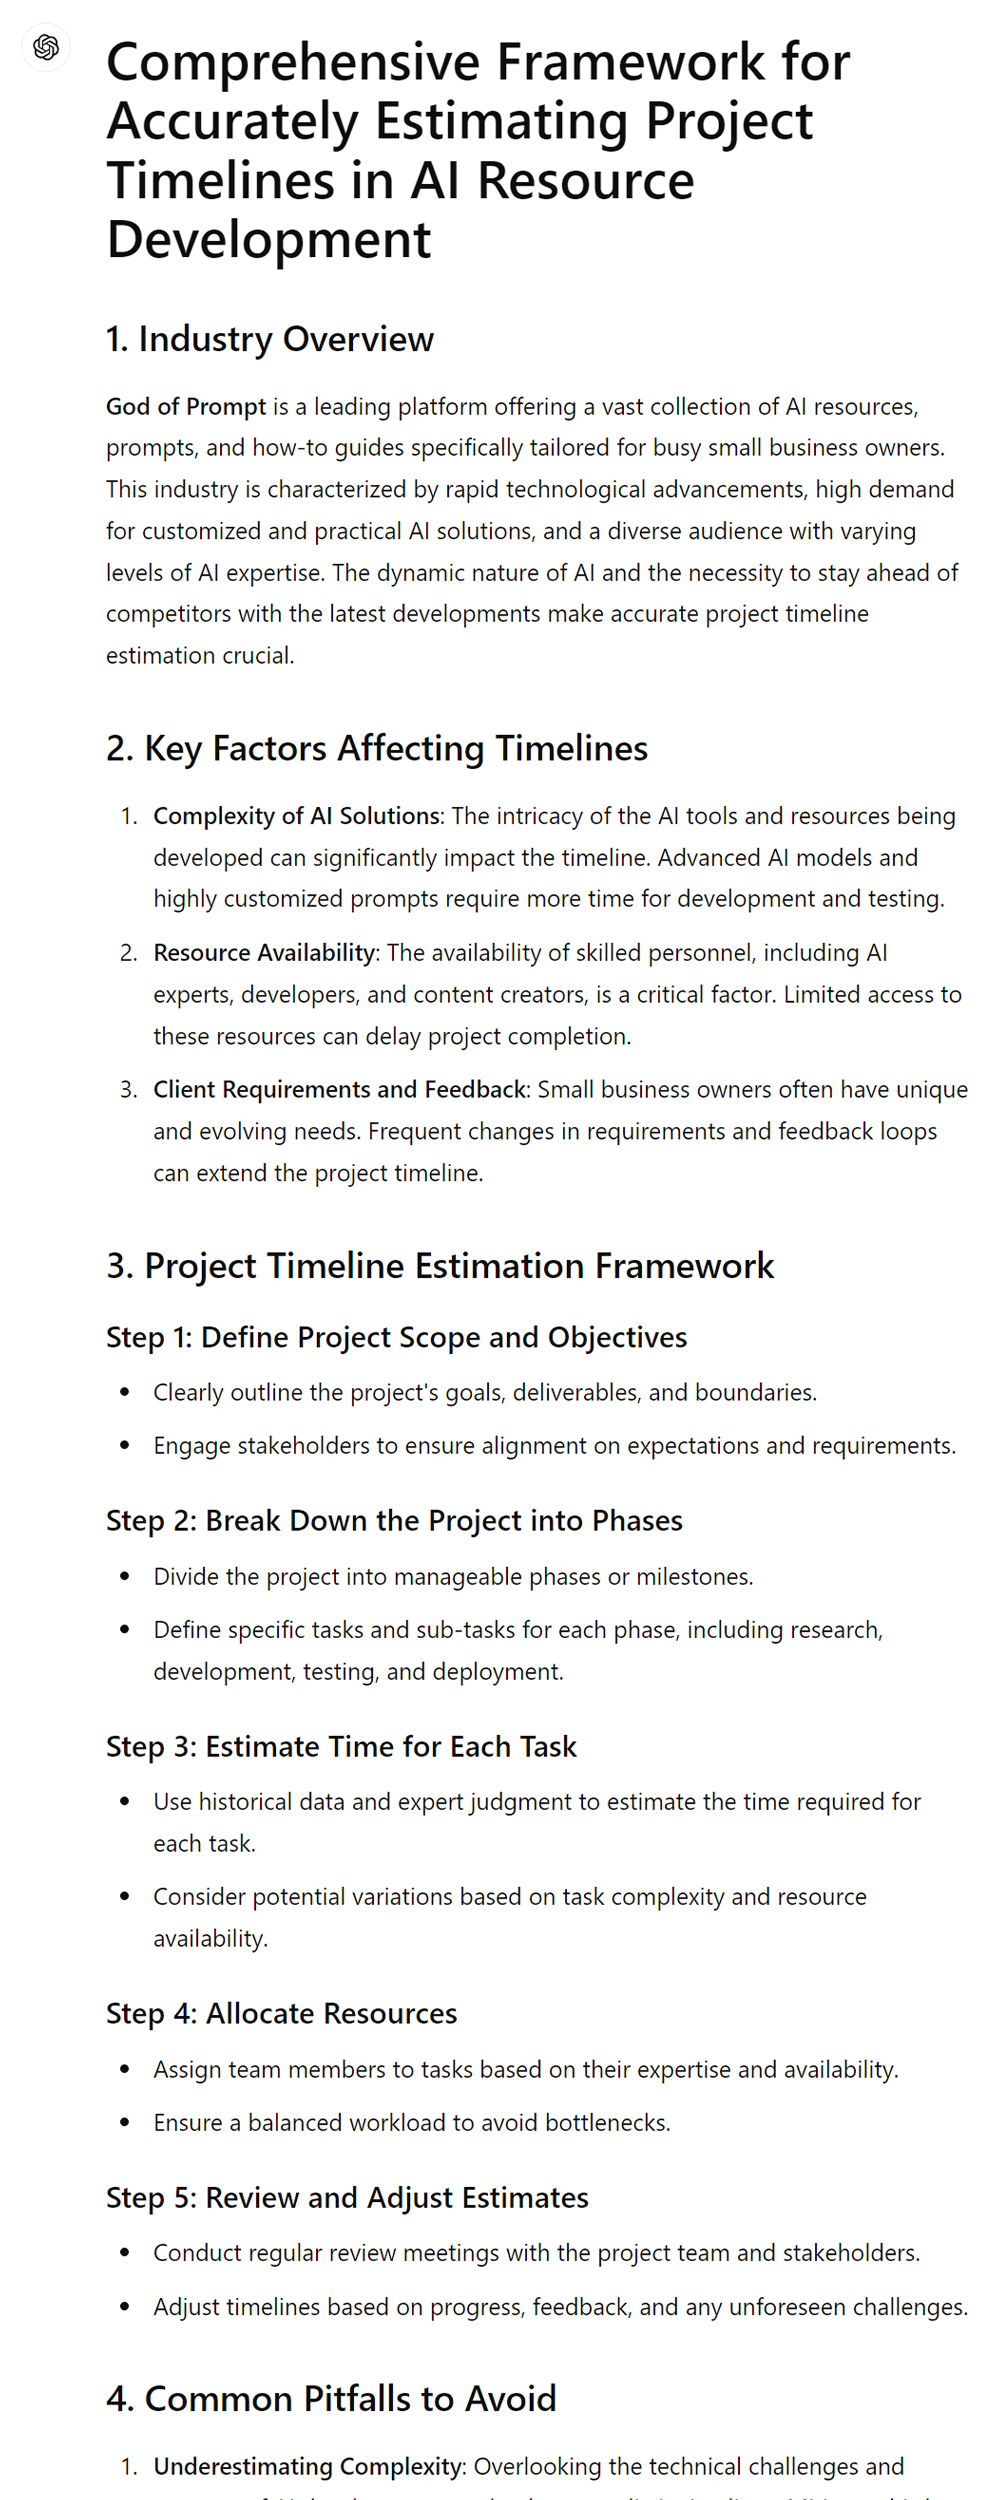 Comprehensive Framework for
Accurately Estimating Project
Timelines in AI Resource
Development
1. Industry Overview
God of Prompt is a leading platform offering a vast collection of AI resources,
prompts, and how-to guides specifically tailored for busy small business owners.
This industry is characterized by rapid technological advancements, high demand
for customized and practical AI solutions, and a diverse audience with varying
levels of AI expertise. The dynamic nature of AI and the necessity to stay ahead of
competitors with the latest developments make accurate project timeline
estimation crucial.
2. Key Factors Affecting Timelines
1. Complexity of AI Solutions: The intricacy of the AI tools and resources being
developed can significantly impact the timeline. Advanced AI models and
highly customized prompts require more time for development and testing.
2. Resource Availability: The availability of skilled personnel, including AI
experts, developers, and content creators, is a critical factor. Limited access to
these resources can delay project completion.
3. Client Requirements and Feedback: Small business owners often have unique
and evolving needs. Frequent changes in requirements and feedback loops
can extend the project timeline.
3. Project Timeline Estimation Framework
Step 1: Define Project Scope and Objectives
• Clearly outline the project's goals, deliverables, and boundaries.
• Engage stakeholders to ensure alignment on expectations and requirements.
Step 2: Break Down the Project into Phases
• Divide the project into manageable phases or milestones.
• Define specific tasks and sub-tasks for each phase, including research,
development, testing, and deployment.
Step 3: Estimate Time for Each Task
• Use historical data and expert judgment to estimate the time required for
each task.
• Consider potential variations based on task complexity and resource
availability.
Step 4: Allocate Resources
• Assign team members to tasks based on their expertise and availability.
• Ensure a balanced workload to avoid bottlenecks.
Step 5: Review and Adjust Estimates
• Conduct regular review meetings with the project team and stakeholders.
• Adjust timelines based on progress, feedback, and any unforeseen challenges.
4. Common Pitfalls to Avoid
1. Underestimating Complexity: Overlooking the technical challenges and